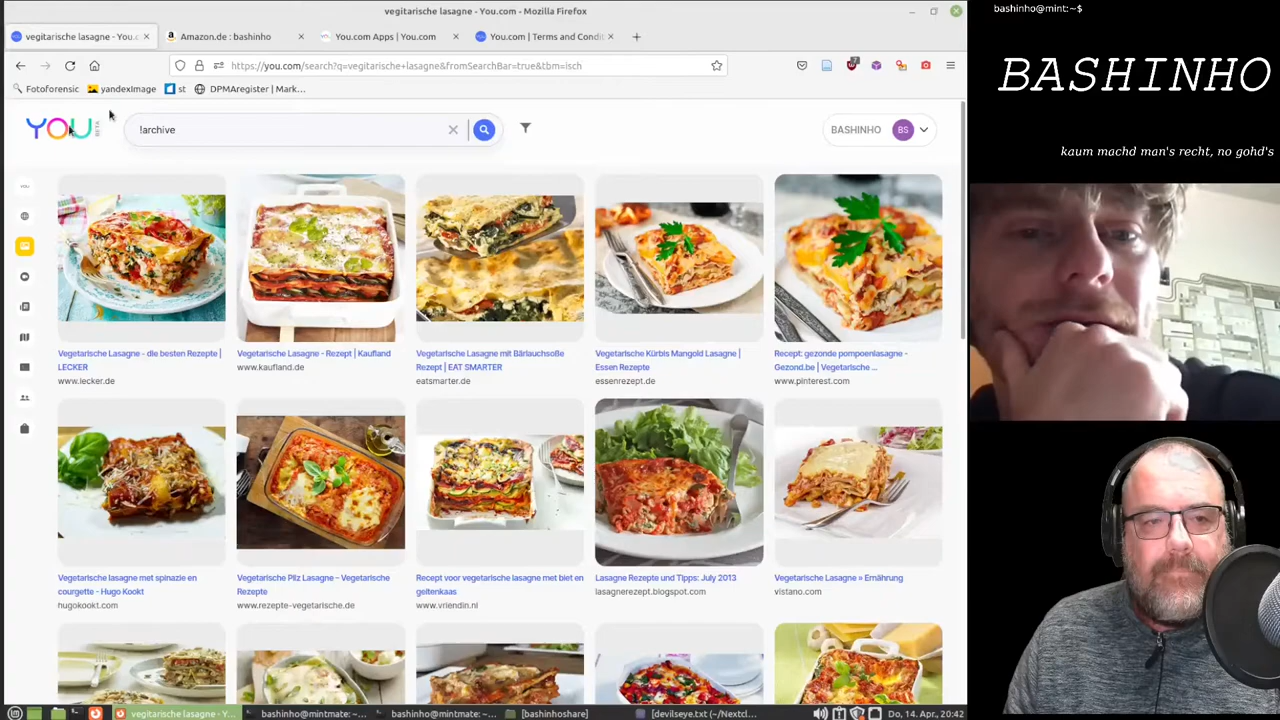 vegitarische lasagne - You.com - Mozilla Firefox
bashinho@mint:~$
vegitarische lasagne - You.c
Amazon.de : bashinho
You.com Apps | You.com
You.com | Terms and Condit
https://you.com/search?q=vegitarische+lasagne&fromSearchBar=true&tbm=isch
Fotoforensic
yandexImage
st
DPMAregister | Mark...
BASHINHO
kaum machd man's recht, no gohd's
YOU
BETA
!archive
BASHINHO
BS
Vegetarische Lasagne - die besten Rezepte |
LECKER
www.lecker.de
Vegetarische Lasagne - Rezept | Kaufland
www.kaufland.de
Vegetarische Lasagne mit Bärlauchsoße
Rezept | EAT SMARTER
eatsmarter.de
Vegetarische Kürbis Mangold Lasagne |
Essen Rezepte
essenrezept.de
Recept: gezonde pompoenlasagne -
Gezond.be | Vegetarische ...
www.pinterest.com
Vegetarische lasagne met spinazie en
courgette - Hugo Kookt
hugokookt.com
Vegetarische Pilz Lasagne - Vegetarische
Rezepte
www.rezepte-vegetarische.de
Recept voor vegetarische lasagne met biet en
geitenkaas
www.vriendin.nl
Lasagne Rezepte und Tipps: July 2013
lasagnerezept.blogspot.com
Vegetarische Lasagne » Ernährung
vistano.com
vegitarische lasagne - Y...
bashinho@mintmate: ~...
bashinho@mintmate: ~...
[bashinhoshare]
[devilseye.txt (~/Nextcl...
Do, 14. Apr., 20:42